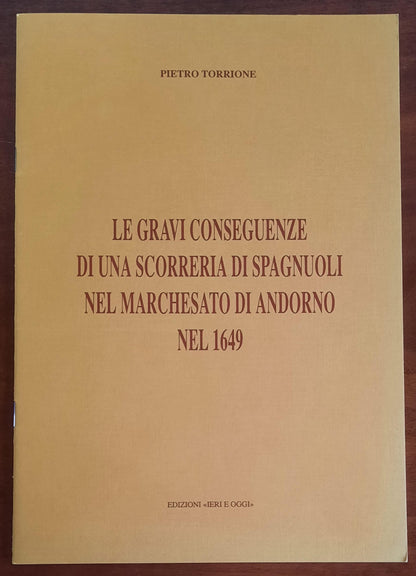 PIETRO TORRIONE
LE GRAVI CONSEGUENZE
DI UNA SCORRERIA DI SPAGNUOLI
NEL MARCHESATO DI ANDORNO
NEL 1649
EDIZIONI «IERI E OGGI»